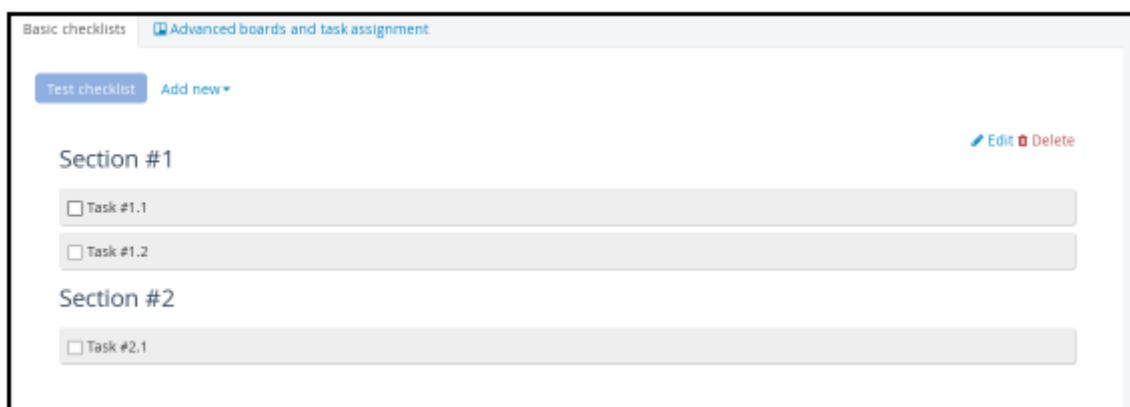 Basic checklists Advanced boards and task assignment
Test checklist Add new
Edit Delete
Section #1
Task #1.1
Task #1.2
Section #2
Task #2.1